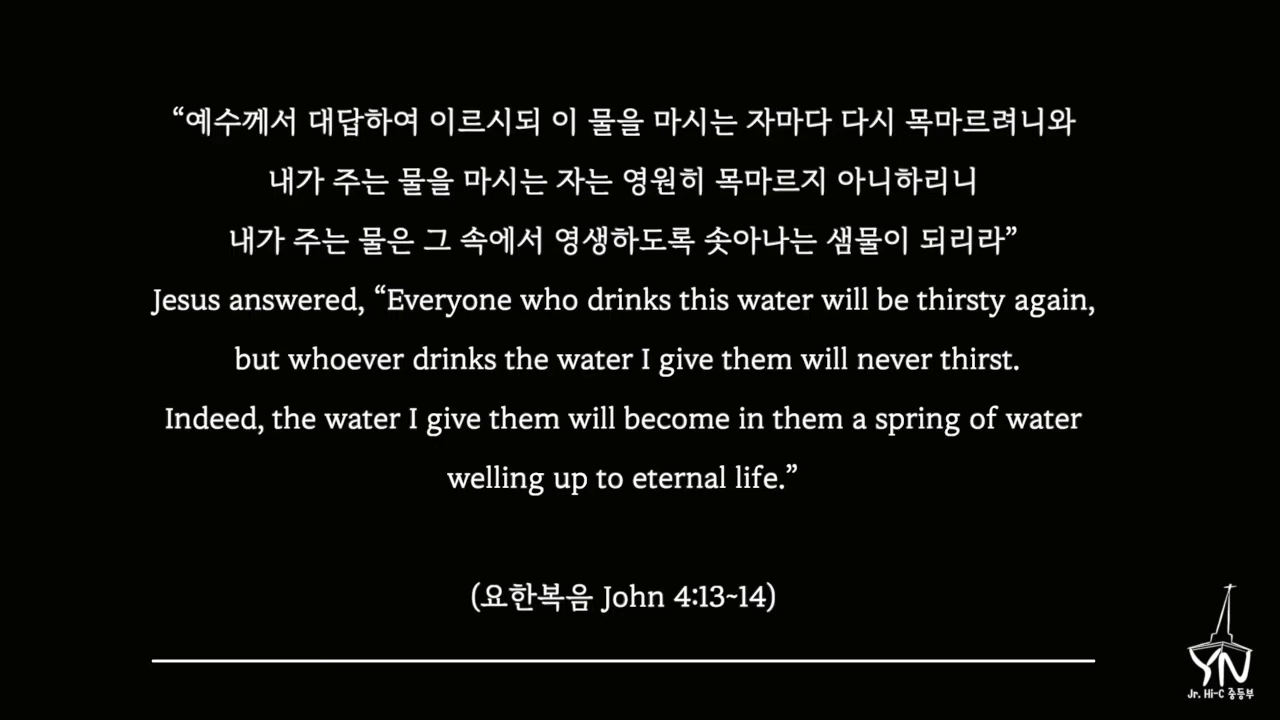 “예수께서 대답하여 이르시되 이 물을 마시는 자마다 다시 목마르려니와
내가 주는 물을 마시는 자는 영원히 목마르지 아니하리니
내가 주는 물은 그 속에서 영생하도록 솟아나는 샘물이 되리라”
Jesus answered, “Everyone who drinks this water will be thirsty again,
but whoever drinks the water I give them will never thirst.
Indeed, the water I give them will become in them a spring of water
welling up to eternal life.”
(요한복음 John 4:13~14)
YN
Jr. Hi-C 중등부